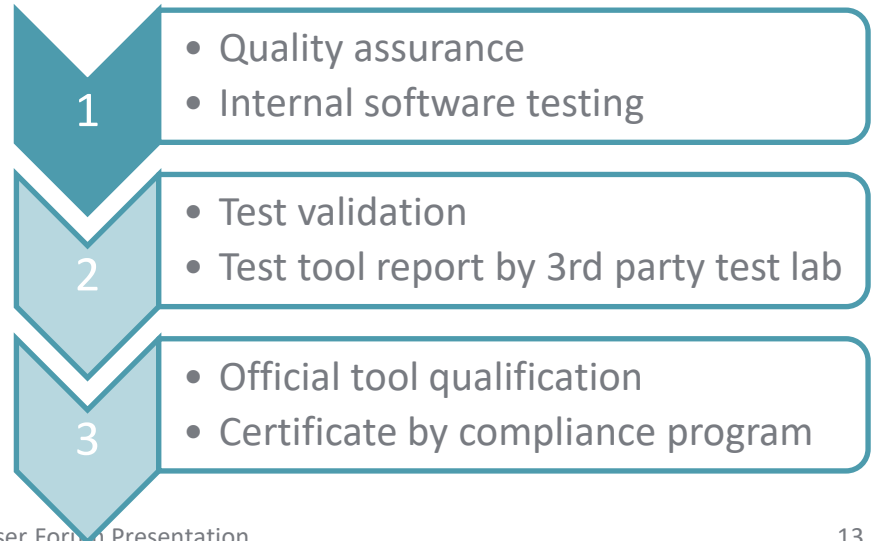 1
• Quality assurance
• Internal software testing
2
• Test validation
• Test tool report by 3rd party test lab
3
• Official tool qualification
• Certificate by compliance program
Presentation
13